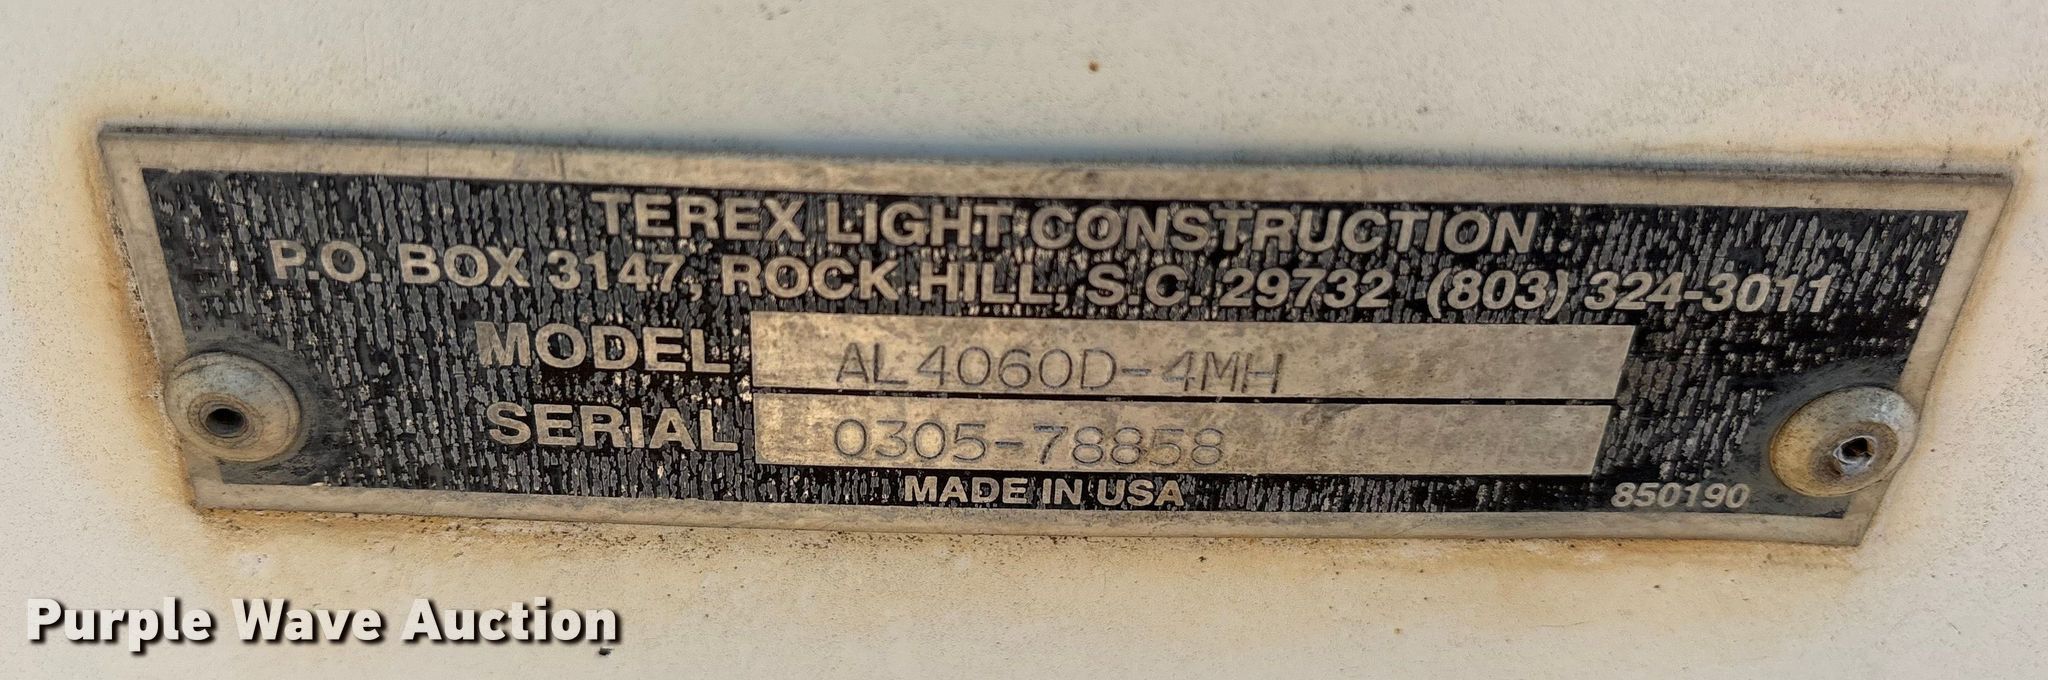 TEREX LIGHT CONSTRUCTION
P.O. BOX 3147, ROCK HILL, S.C. 29732 (803) 324-3011
MODEL AL4060D-4MH
SERIAL 0305-78858
MADE IN USA 850190
Purple Wave Auction